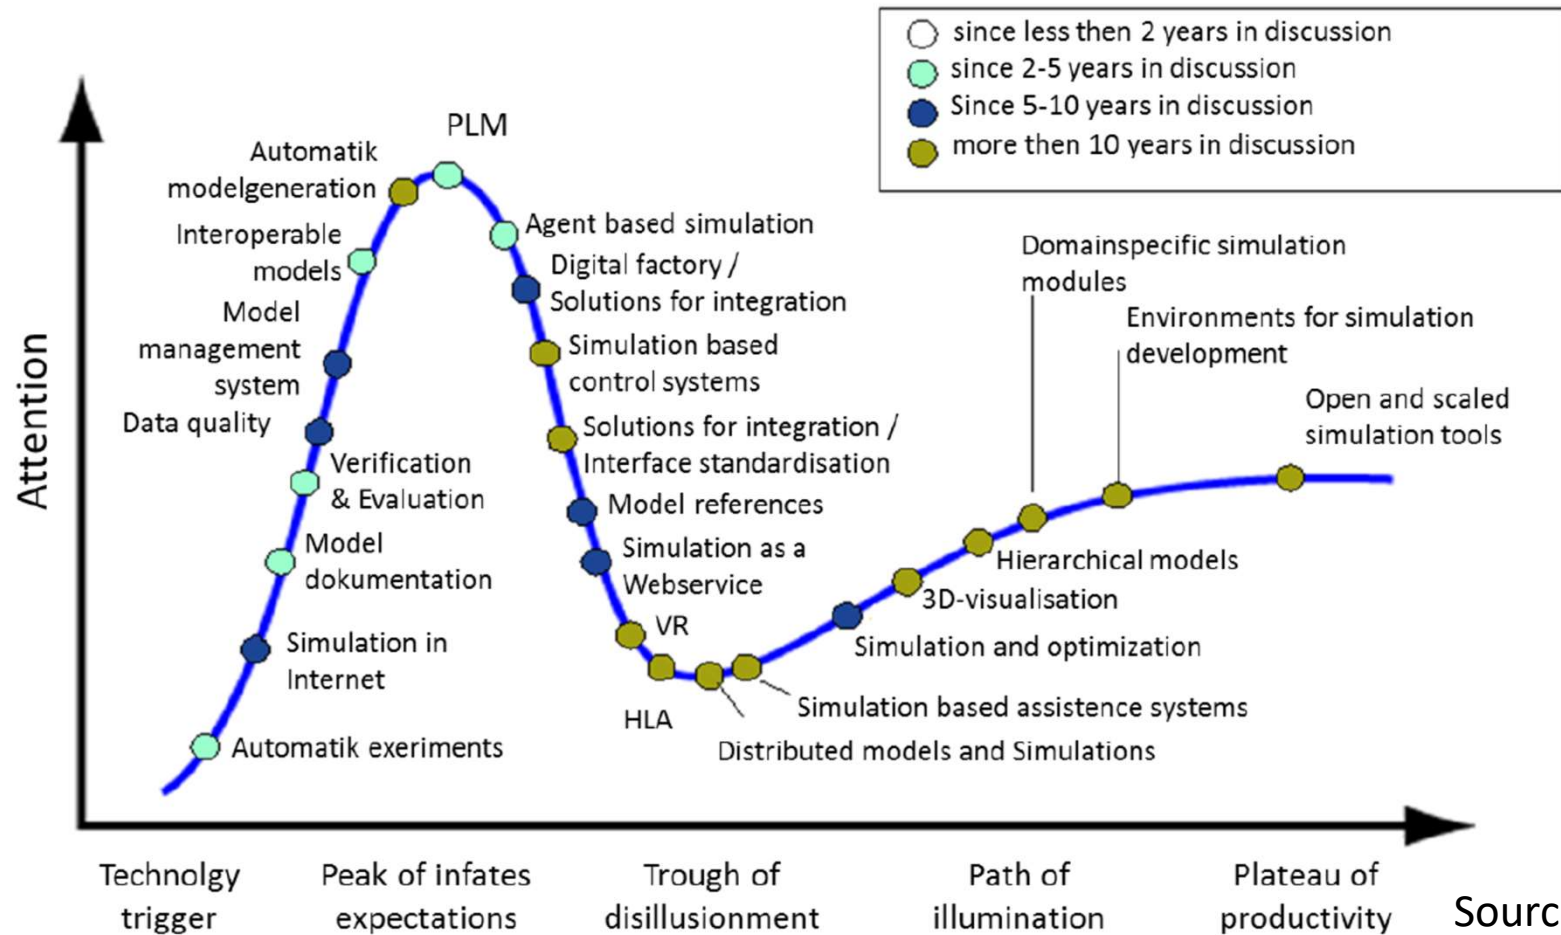 since less then 2 years in discussion
since 2-5 years in discussion
Since 5-10 years in discussion
more then 10 years in discussion
PLM
Automatik
modelgeneration
Interoperable
models
Model
management
system
Data quality
Verification
& Evaluation
Model
dokumentation
Simulation in
Internet
Automatik exeriments
Agent based simulation
Digital factory /
Solutions for integration
Simulation based
control systems
Solutions for integration /
Interface standardisation
Model references
Simulation as a
Webservice
VR
HLA
Domainspecific simulation
modules
Environments for simulation
development
Open and scaled
simulation tools
Hierarchical models
3D-visualisation
Simulation and optimization
Simulation based assistence systems
Distributed models and Simulations
Attention
Technolgy
trigger
Peak of infates
expectations
Trough of
disillusionment
Path of
illumination
Plateau of
productivity
Sourc